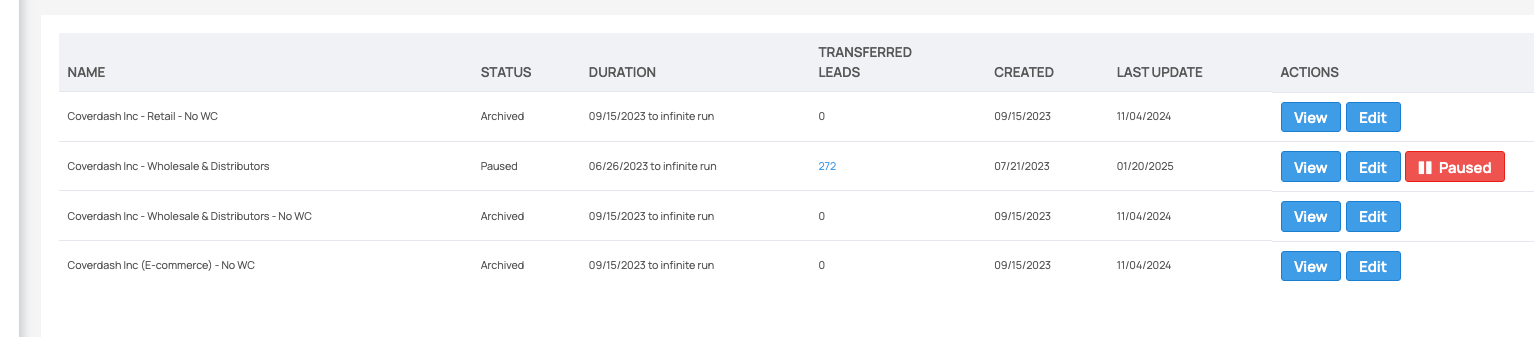 NAME STATUS DURATION TRANSFERRED LEADS CREATED LAST UPDATE ACTIONS
Coverdash Inc - Retail - No WC Archived 09/15/2023 to infinite run 0 09/15/2023 11/04/2024 View Edit
Coverdash Inc - Wholesale & Distributors Paused 06/26/2023 to infinite run 272 07/21/2023 01/20/2025 View Edit Paused
Coverdash Inc - Wholesale & Distributors - No WC Archived 09/15/2023 to infinite run 0 09/15/2023 11/04/2024 View Edit
Coverdash Inc (E-commerce) - No WC Archived 09/15/2023 to infinite run 0 09/15/2023 11/04/2024 View Edit